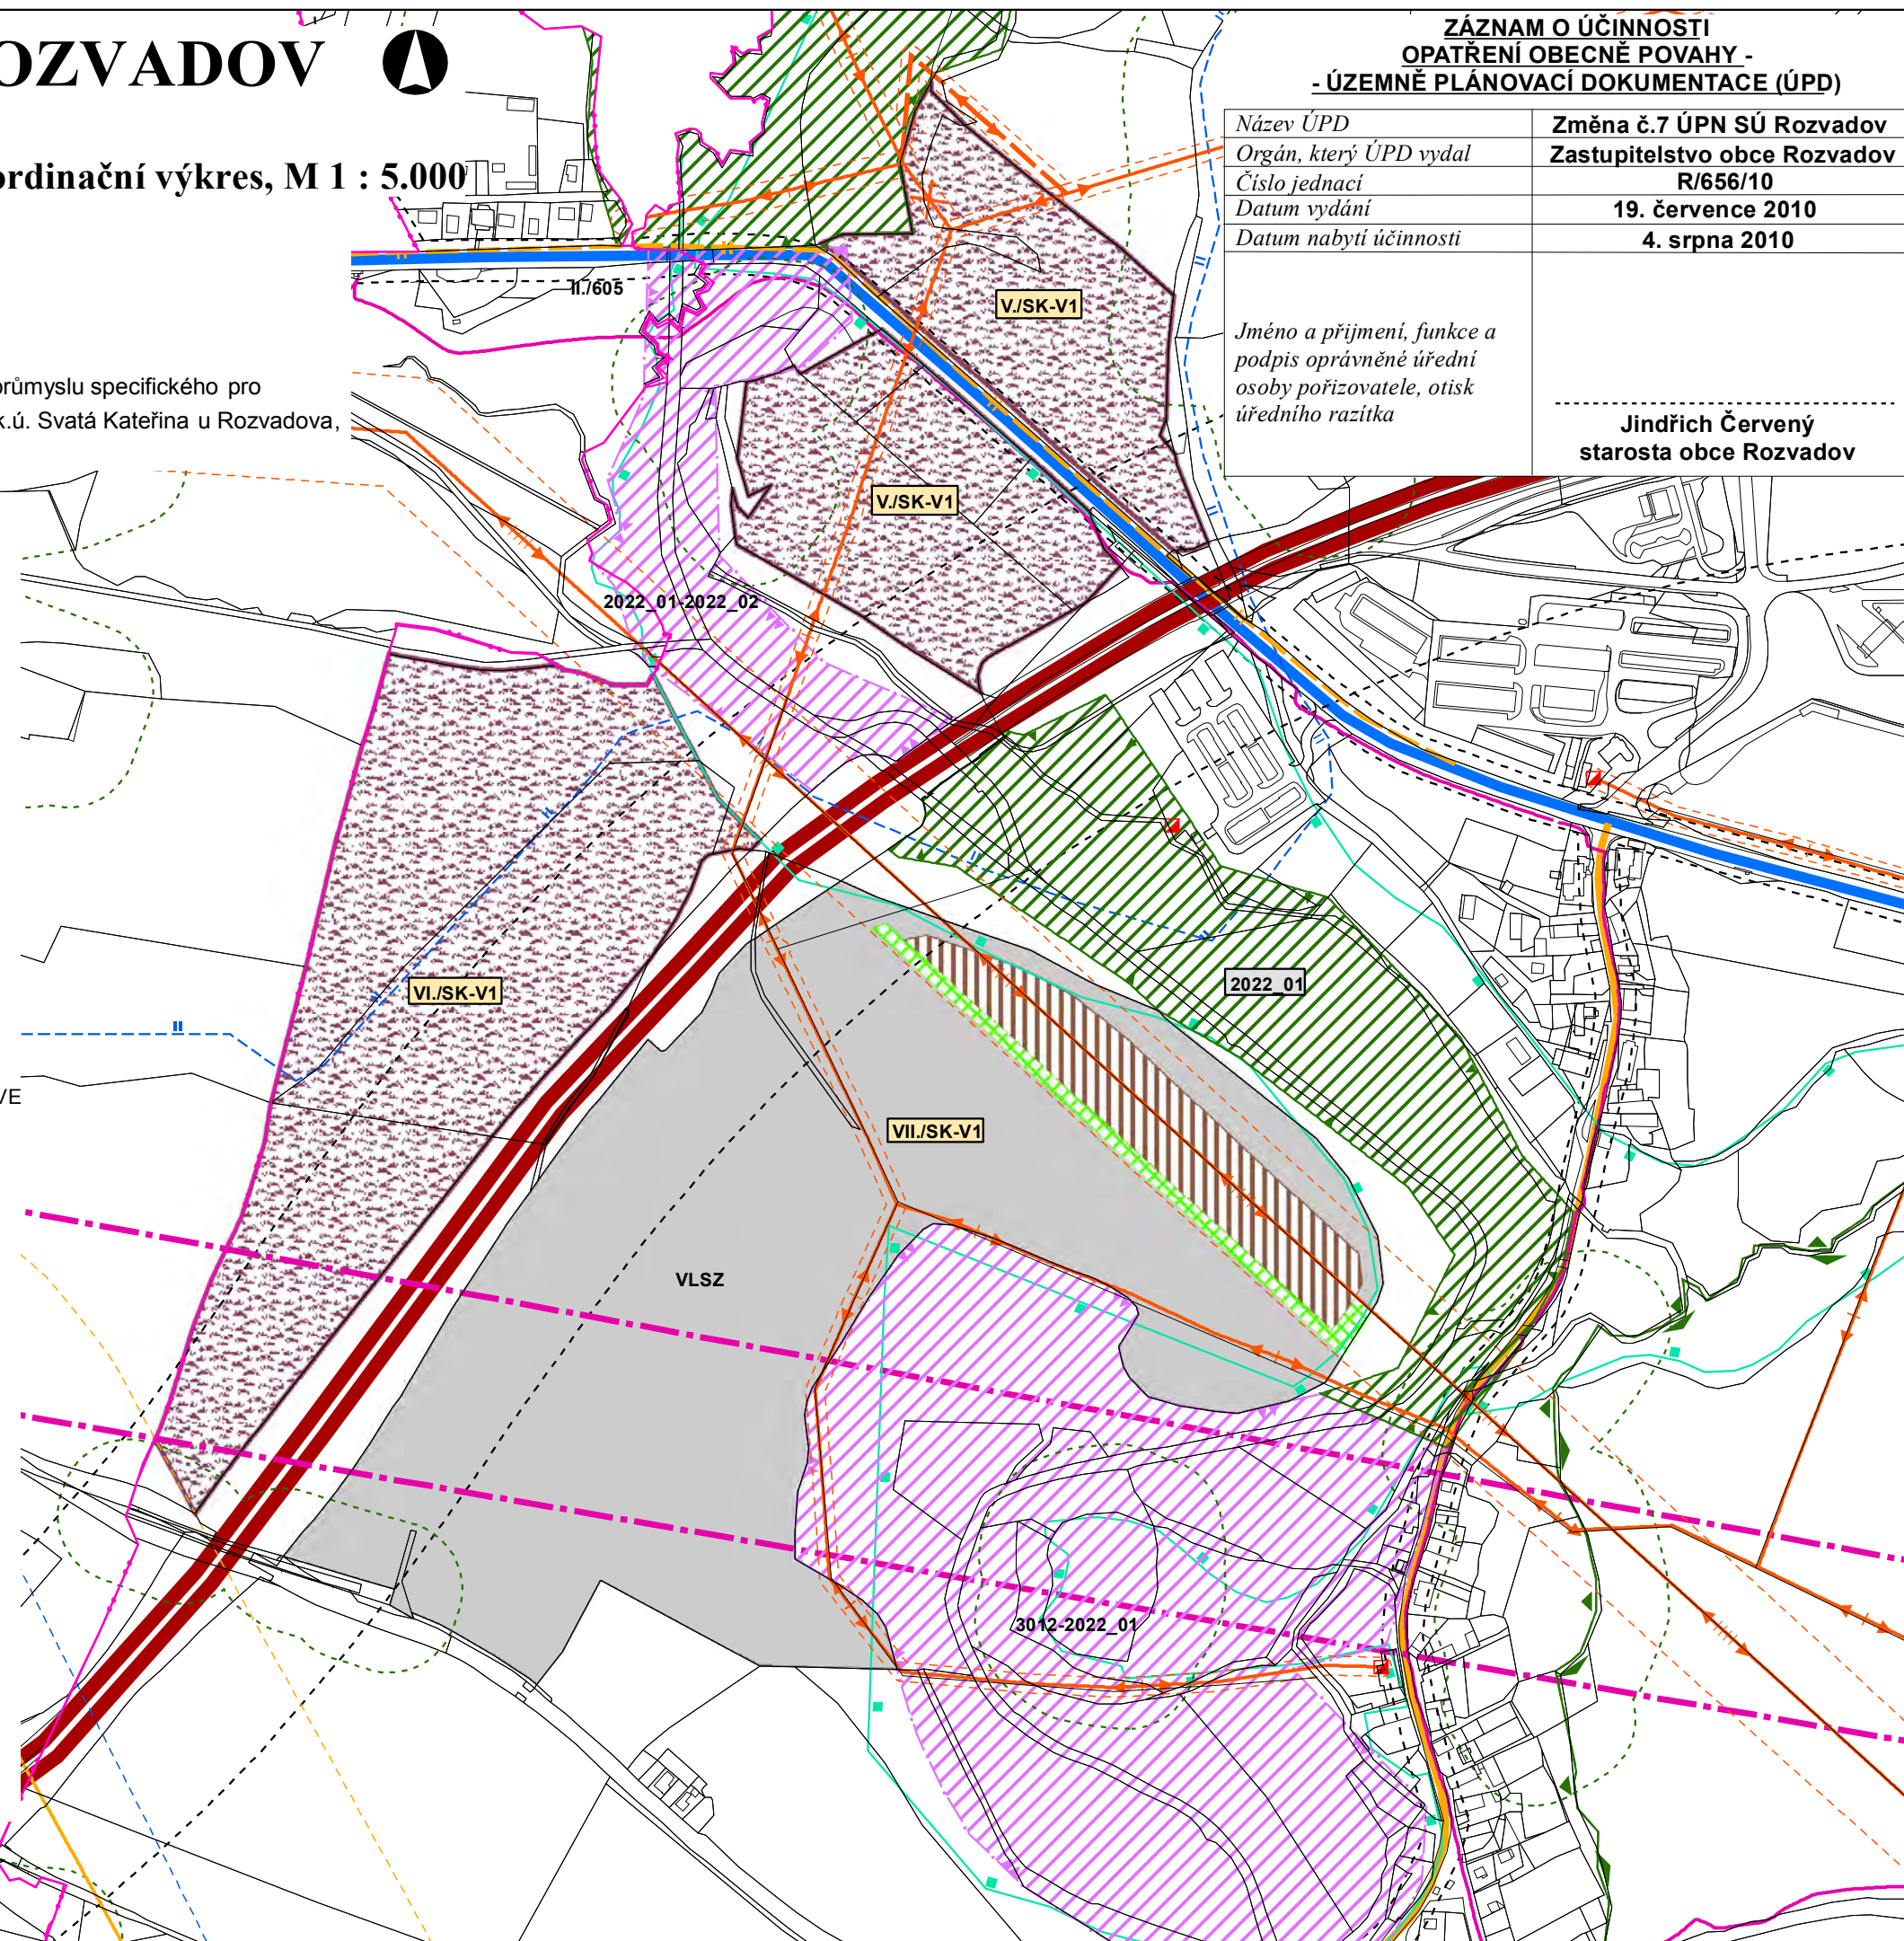 OZVADOV
ordinační výkres, M 1 : 5.000
průmyslu specifického pro
k.ú. Svatá Kateřina u Rozvadova,
ZÁZNAM O ÚČINNOSTI
OPATŘENÍ OBECNĚ POVAHY -
- ÚZEMNĚ PLÁNOVACÍ DOKUMENTACE (ÚPD)
Název ÚPD Změna č.7 ÚPN SÚ Rozvadov
Orgán, který ÚPD vydal Zastupitelstvo obce Rozvadov
Číslo jednací R/656/10
Datum vydání 19. července 2010
Datum nabytí účinnosti 4. srpna 2010
Jméno a přijmení, funkce a
podpis oprávněné úřední
osoby pořizovatele, otisk
úředního razítka
Jindřich Červený
starosta obce Rozvadov
II./605
V./SK-V1
V./SK-V1
2022_01-2022_02
VI./SK-V1
2022_01
VE
VII./SK-V1
VLSZ
3012-2022_01